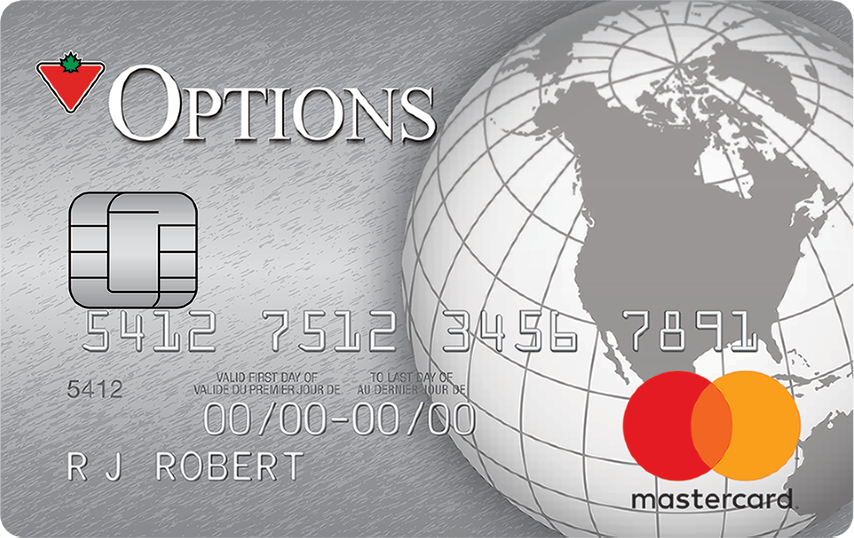 OPTIONS
5412 7512 3456 7891
5412
VALID FIRST DAY OF TO LAST DAY OF
VALIDE DU PREMIER JOUR DE AU DERNIER JOUR DE
00/00-00/00
R J ROBERT
mastercard.